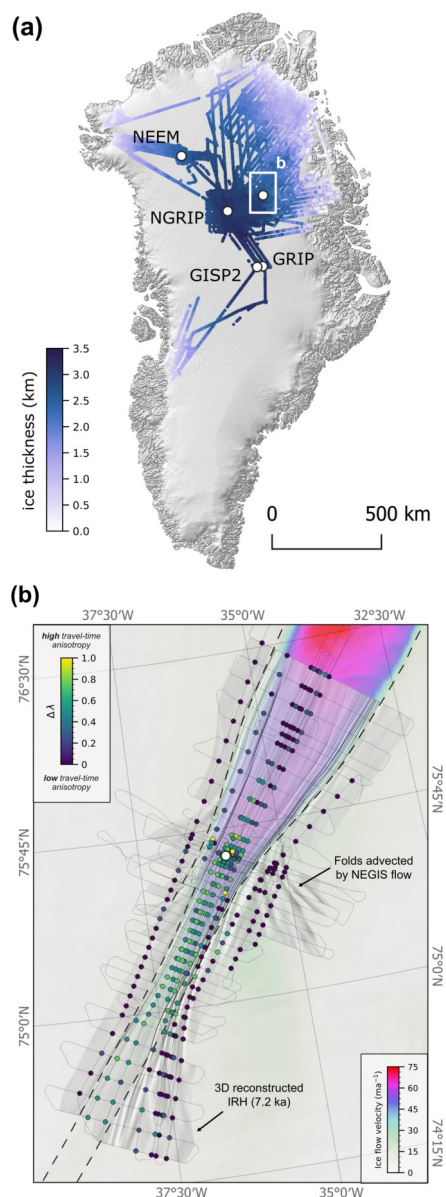 (a)
NEEM
b
NGRIP
GRIP
GISP2
3.5
3.0
2.5
2.0
1.5
1.0
0.5
0.0
ice thickness (km)
0 500 km
(b)
37°30'W 35°0'W 32°30'W
high travel-time
anisotropy
1.0
0.8
0.6
0.4
0.2
0
Δλ
low travel-time
anisotropy
76°30'N
75°45'N
75°45'N
Folds advected
by NEGIS flow
75°0'N
75°0'N
3D reconstructed
IRH (7.2 ka)
75
60
45
30
15
0
Ice flow velocity (ma⁻¹)
74°15'N
37°30'W 35°0'W